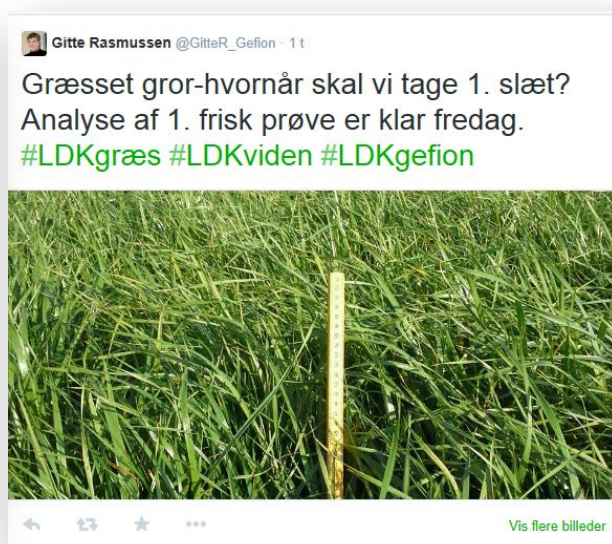 Gitte Rasmussen @GitteR_Gefion · 1 t
Græsset gror-hvornår skal vi tage 1. slæt?
Analyse af 1. frisk prøve er klar fredag.
#LDKgræs #LDKviden #LDKgefion
Vis flere billeder